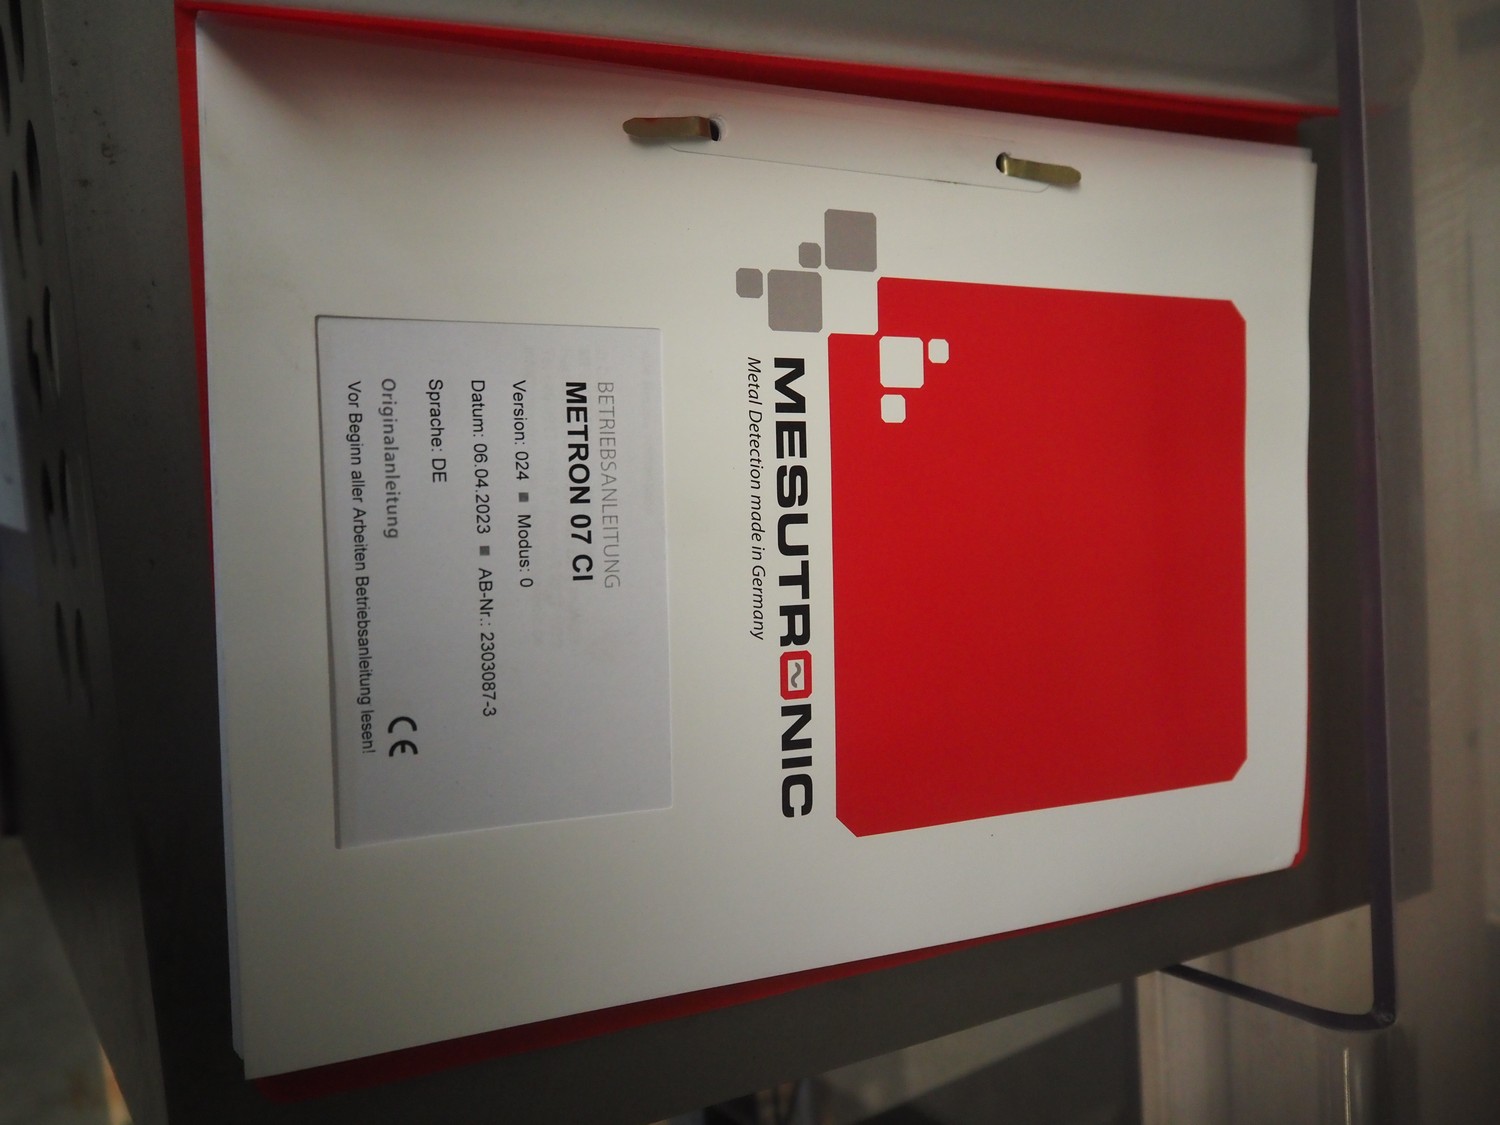 MESUTRONIC
Metal Detection made in Germany
BETRIEBSANLEITUNG
METRON 07 CI
Version: 024 ■ Modus: 0
Datum: 06.04.2023 ■ AB-Nr.: 2303087-3
Sprache: DE
Originalanleitung
CE
Vor Beginn aller Arbeiten Betriebsanleitung lesen!